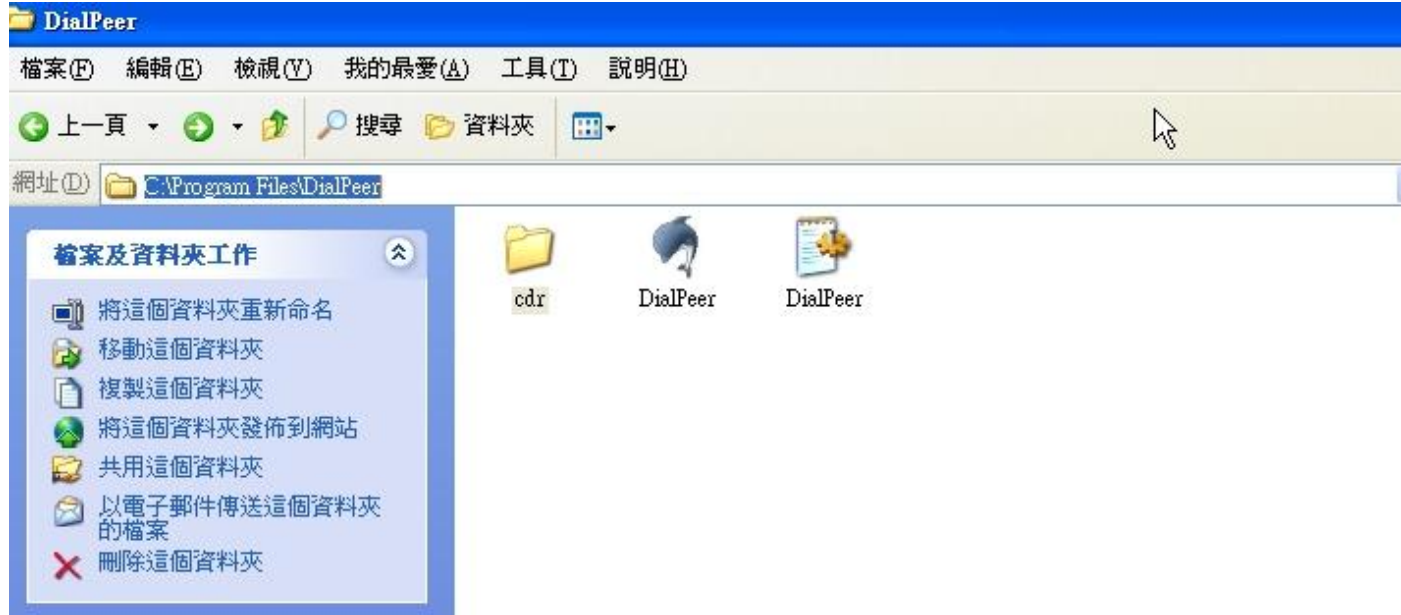 DialPeer
檔案(F) 編輯(E) 檢視(V) 我的最愛(A) 工具(T) 說明(H)
上一頁 搜尋 資料夾
網址(D) C:\Program Files\DialPeer
檔案及資料夾工作
將這個資料夾重新命名
移動這個資料夾
複製這個資料夾
將這個資料夾發佈到網站
共用這個資料夾
以電子郵件傳送這個資料夾
的檔案
刪除這個資料夾
cdr DialPeer DialPeer